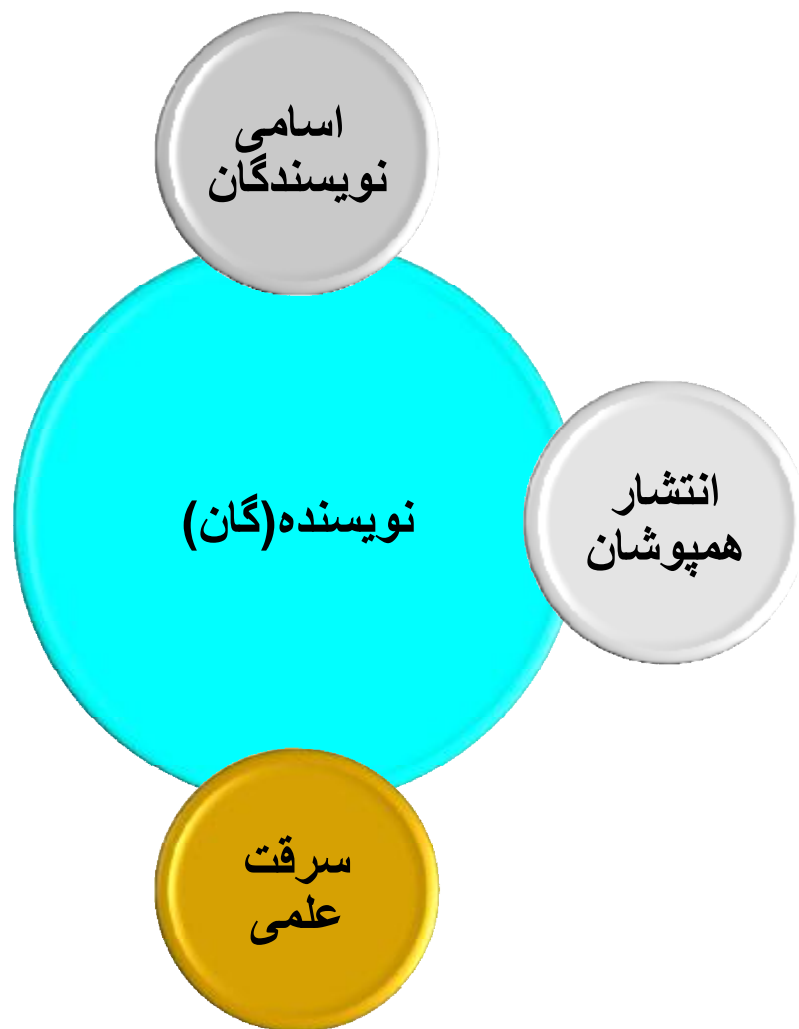 اسامی
نویسندگان
نویسنده(گان)
انتشار
همپوشان
سرقت
علمی